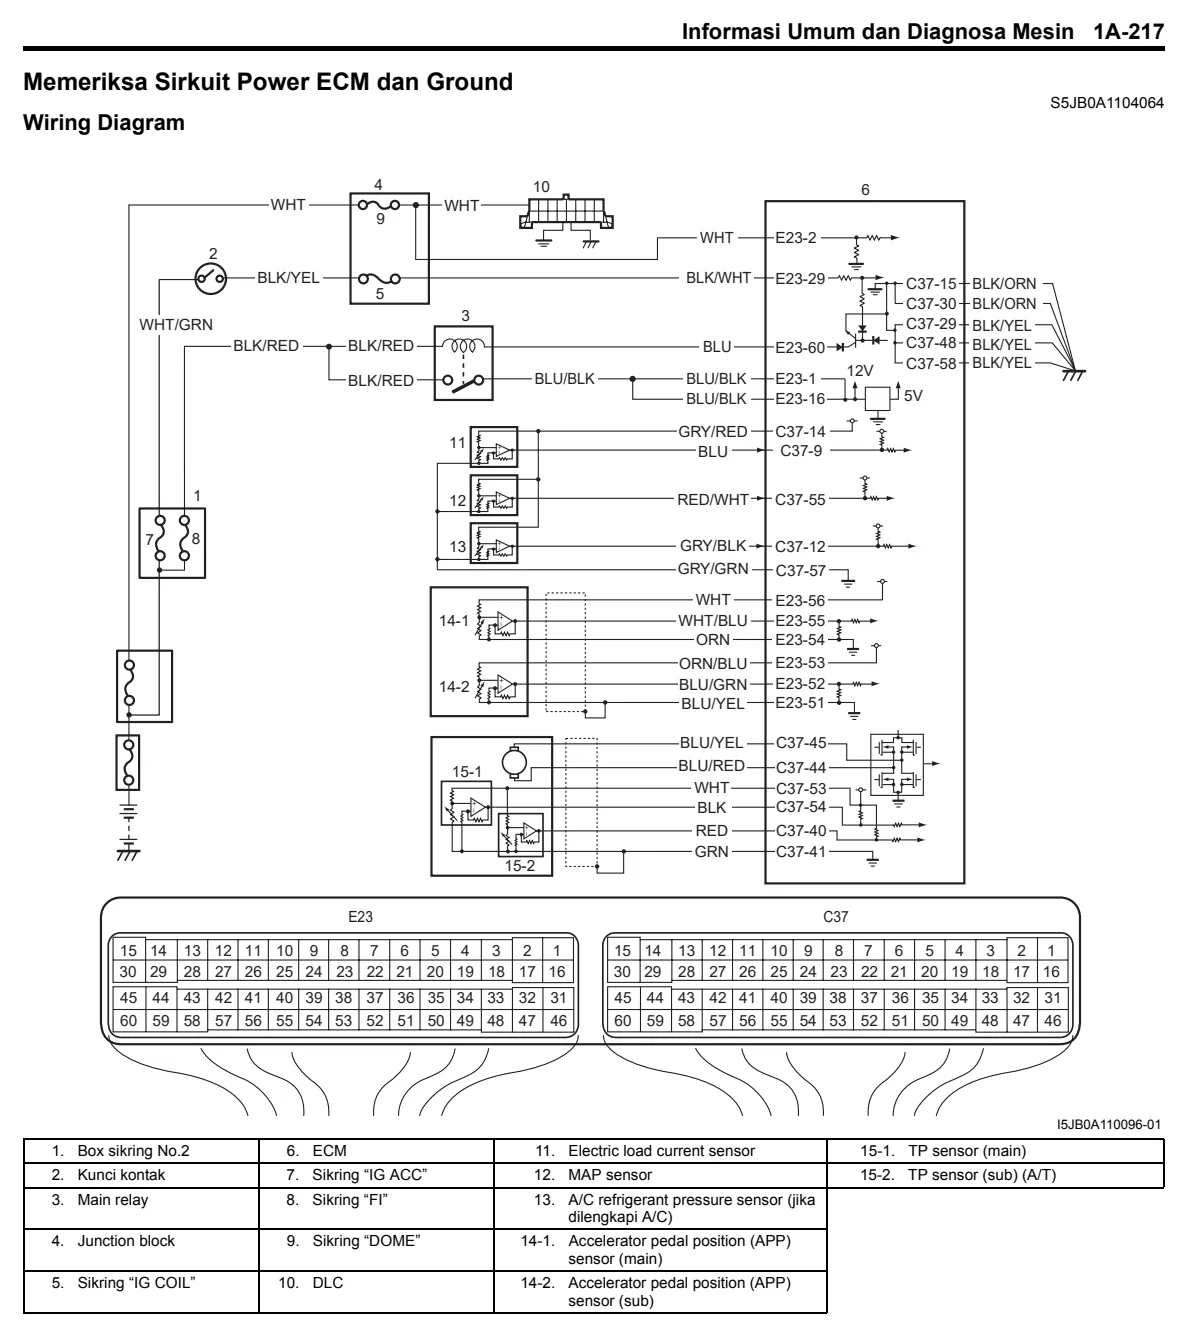 Informasi Umum dan Diagnosa Mesin 1A-217
Memeriksa Sirkuit Power ECM dan Ground
S5JB0A1104064
Wiring Diagram
4
10
6
WHT
9
WHT
WHT
E23-2
2
BLK/YEL
5
BLK/WHT
E23-29
C37-15
BLK/ORN
C37-30
BLK/ORN
WHT/GRN
3
C37-29
BLK/YEL
BLK/RED
BLK/RED
BLU
E23-60
C37-48
BLK/YEL
C37-58
BLK/YEL
BLK/RED
BLU/BLK
BLU/BLK
E23-1
12V
BLU/BLK
E23-16
5V
GRY/RED
C37-14
11
BLU
C37-9
1
12
RED/WHT
C37-55
7
8
13
GRY/BLK
C37-12
GRY/GRN
C37-57
WHT
E23-56
14-1
WHT/BLU
E23-55
ORN
E23-54
ORN/BLU
E23-53
14-2
BLU/GRN
E23-52
BLU/YEL
E23-51
BLU/YEL
C37-45
15-1
BLU/RED
C37-44
WHT
C37-53
BLK
C37-54
RED
C37-40
15-2
GRN
C37-41
E23
C37
15 14 13 12 11 10 9 8 7 6 5 4 3 2 1
15 14 13 12 11 10 9 8 7 6 5 4 3 2 1
30 29 28 27 26 25 24 23 22 21 20 19 18 17 16
30 29 28 27 26 25 24 23 22 21 20 19 18 17 16
45 44 43 42 41 40 39 38 37 36 35 34 33 32 31
45 44 43 42 41 40 39 38 37 36 35 34 33 32 31
60 59 58 57 56 55 54 53 52 51 50 49 48 47 46
60 59 58 57 56 55 54 53 52 51 50 49 48 47 46
I5JB0A110096-01
1. Box sikring No.2
6. ECM
11. Electric load current sensor
15-1. TP sensor (main)
2. Kunci kontak
7. Sikring “IG ACC”
12. MAP sensor
15-2. TP sensor (sub) (A/T)
3. Main relay
8. Sikring “FI”
13. A/C refrigerant pressure sensor (jika
dilengkapi A/C)
4. Junction block
9. Sikring “DOME”
14-1. Accelerator pedal position (APP)
sensor (main)
5. Sikring “IG COIL”
10. DLC
14-2. Accelerator pedal position (APP)
sensor (sub)